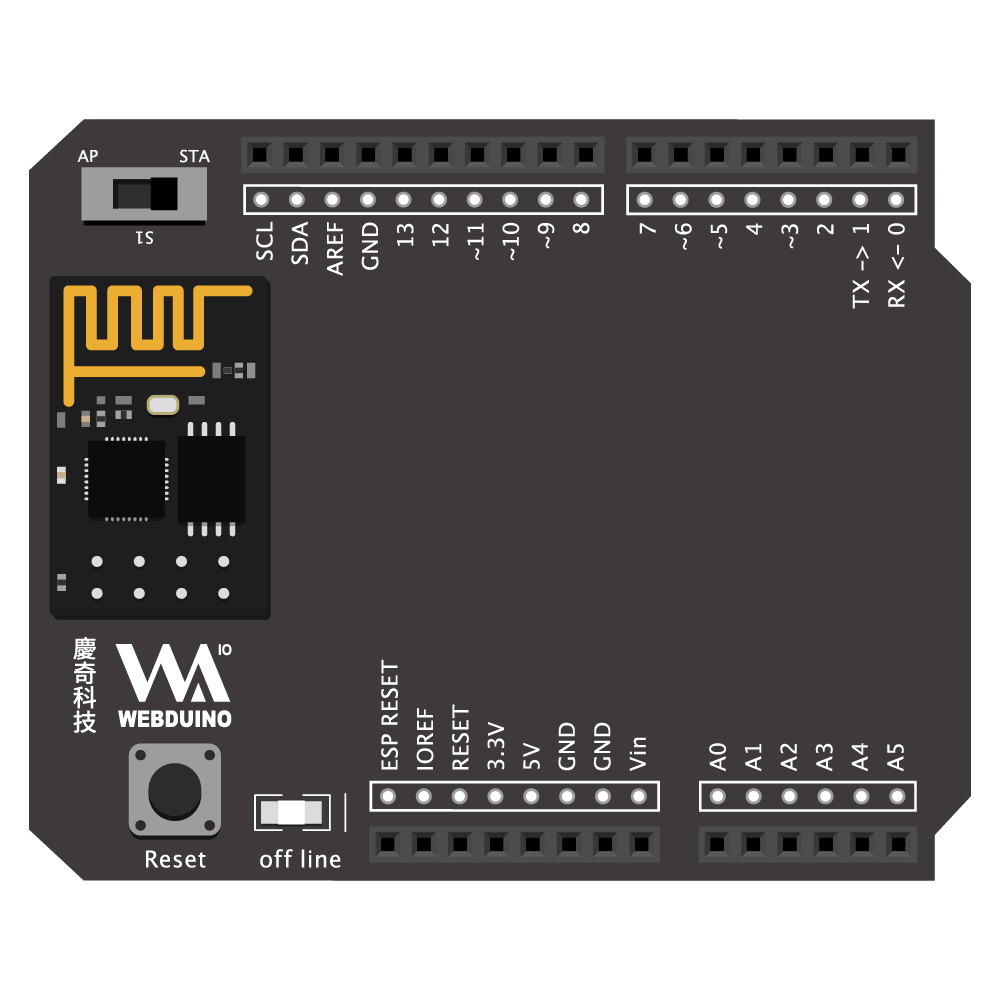 AP
STA
S1
SCL
SDA
AREF
GND
13
12
~11
~10
~9
8
7
~6
~5
4
~3
2
TX -> 1
RX <- 0
慶奇科技
WA IO
WEBDUINO
Reset
off line
ESP RESET
IOREF
RESET
3.3V
5V
GND
GND
Vin
A0
A1
A2
A3
A4
A5